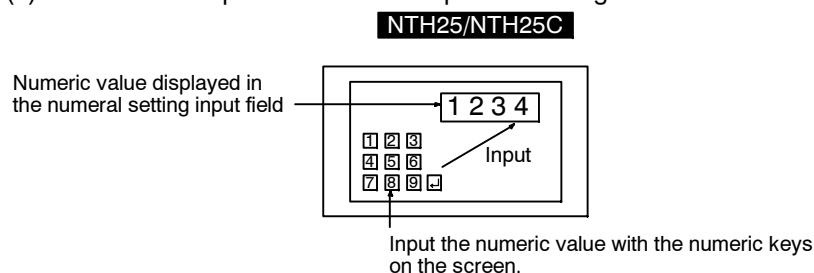 NTH25/NTH25C
Numeric value displayed in
the numeral setting input field
1 2 3 4
1 2 3
4 5 6
Input
7 8 9 ↵
Input the numeric value with the numeric keys
on the screen.